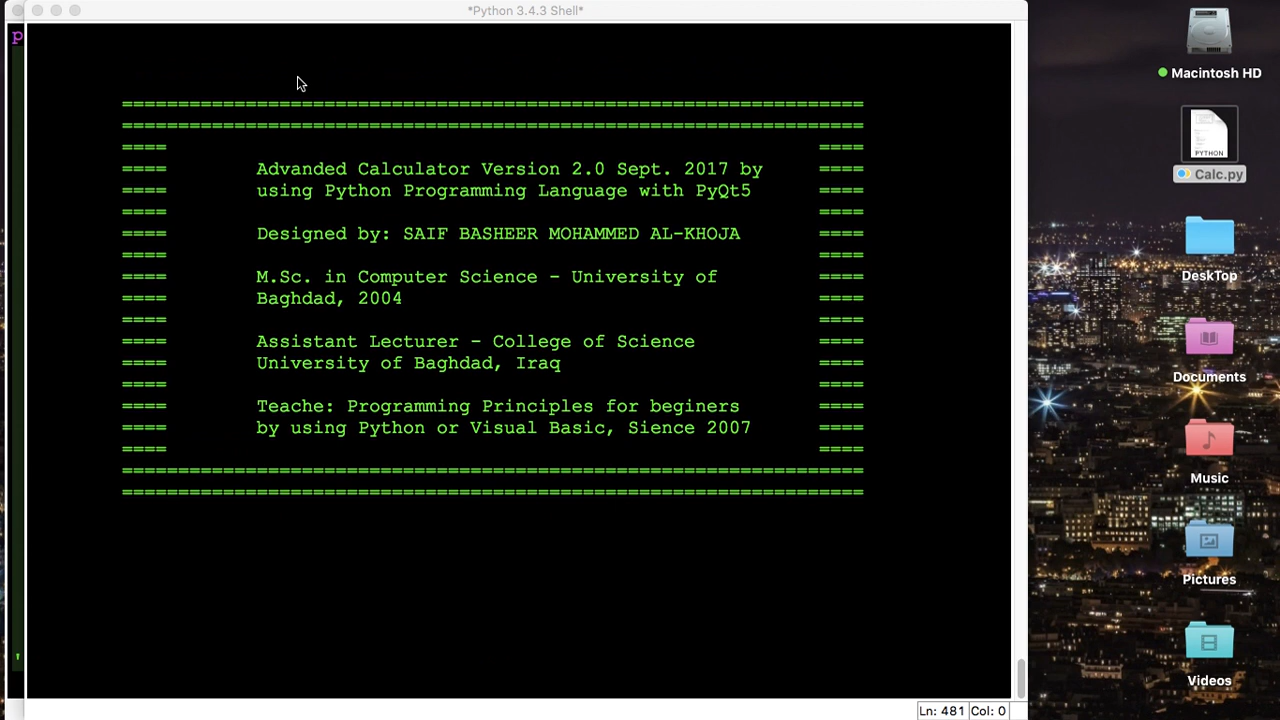 *Python 3.4.3 Shell*
p
==================================================================
==================================================================
==== ====
==== Advanded Calculator Version 2.0 Sept. 2017 by ====
==== using Python Programming Language with PyQt5 ====
==== ====
==== Designed by: SAIF BASHEER MOHAMMED AL-KHOJA ====
==== ====
==== M.Sc. in Computer Science - University of ====
==== Baghdad, 2004 ====
==== ====
==== Assistant Lecturer - College of Science ====
==== University of Baghdad, Iraq ====
==== ====
==== Teache: Programming Principles for beginers ====
==== by using Python or Visual Basic, Sience 2007 ====
==== ====
==================================================================
==================================================================
'
Ln: 481 Col: 0
Macintosh HD
PYTHON
Calc.py
DeskTop
Documents
Music
Pictures
Videos